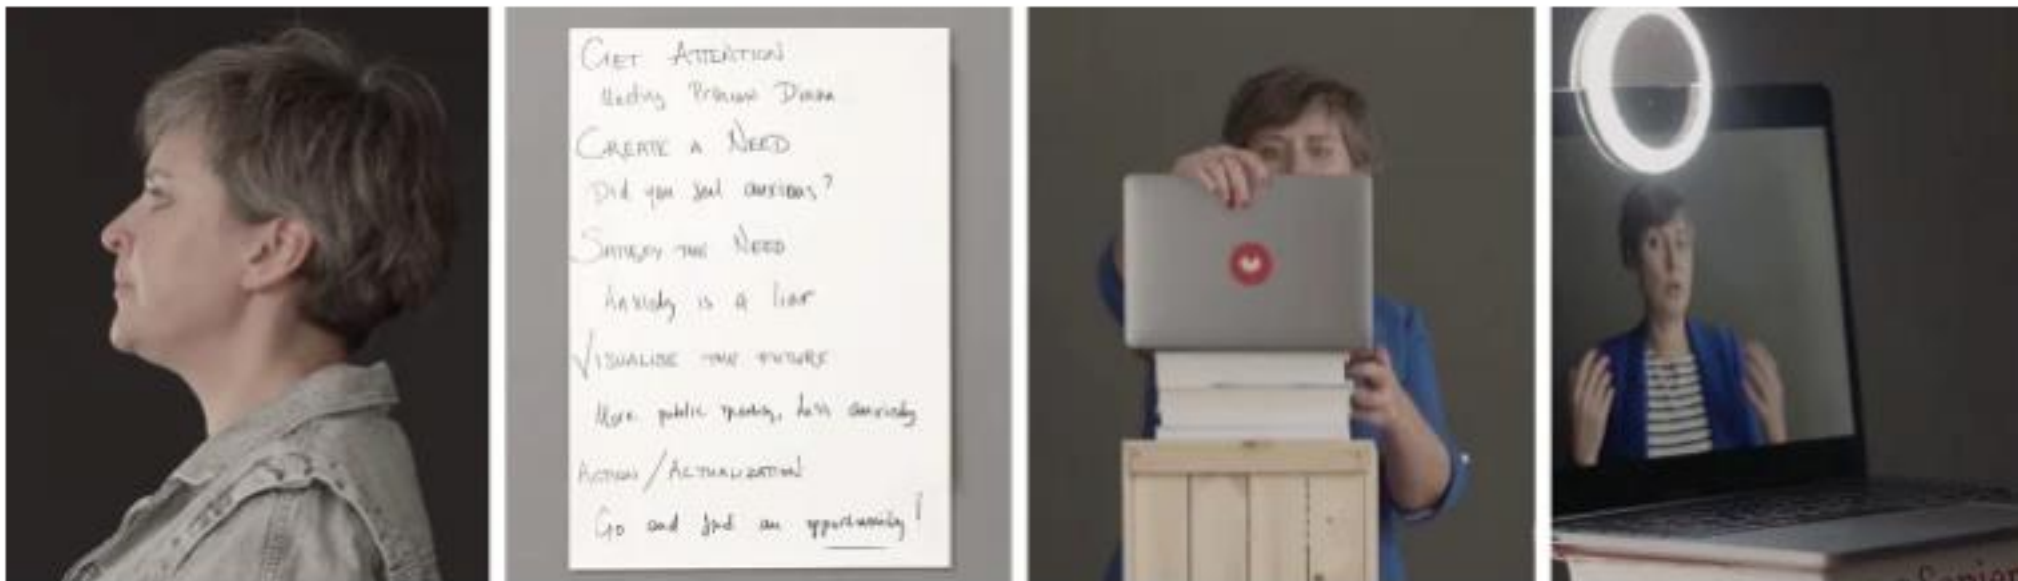 GET ATTENTION
CREATE A NEED
Did you feel anxious?
SATISFY THE NEED
Anxiety is a liar
VISUALISE THE FUTURE
More public speaking, less anxiety
ACTION/ACTUALIZATION
Go and find an opportunity!